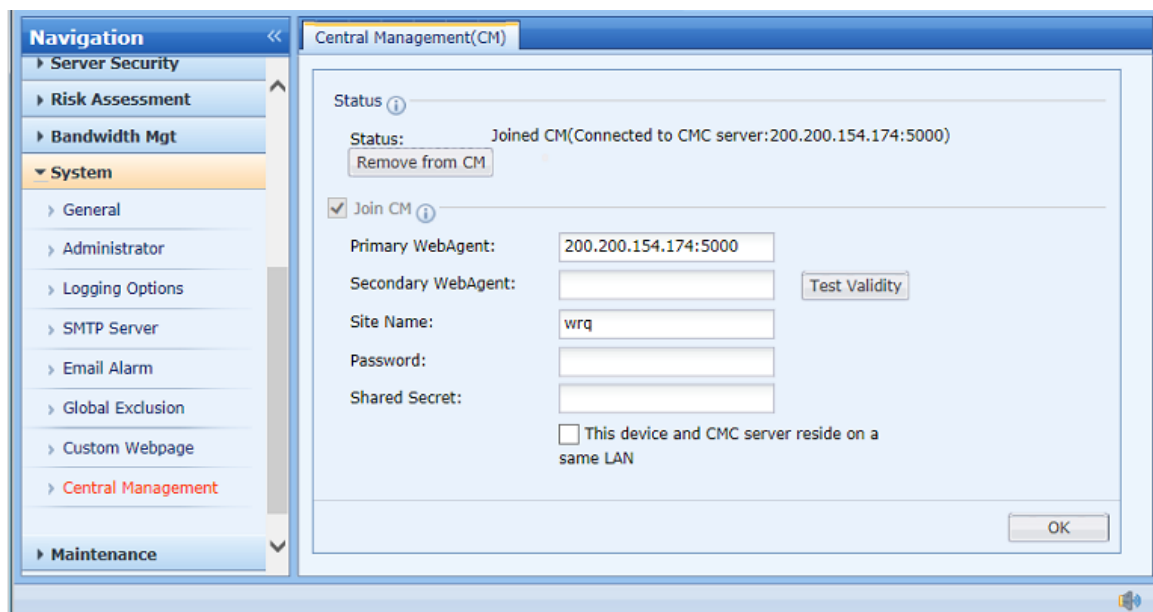 Navigation
Server Security
Risk Assessment
Bandwidth Mgt
System
General
Administrator
Logging Options
SMTP Server
Email Alarm
Global Exclusion
Custom Webpage
Central Management
Maintenance
Central Management(CM)
Status
Status: Joined CM(Connected to CMC server:200.200.154.174:5000)
Remove from CM
Join CM
Primary WebAgent: 200.200.154.174:5000
Secondary WebAgent: Test Validity
Site Name: wrq
Password:
Shared Secret:
This device and CMC server reside on a
same LAN
OK